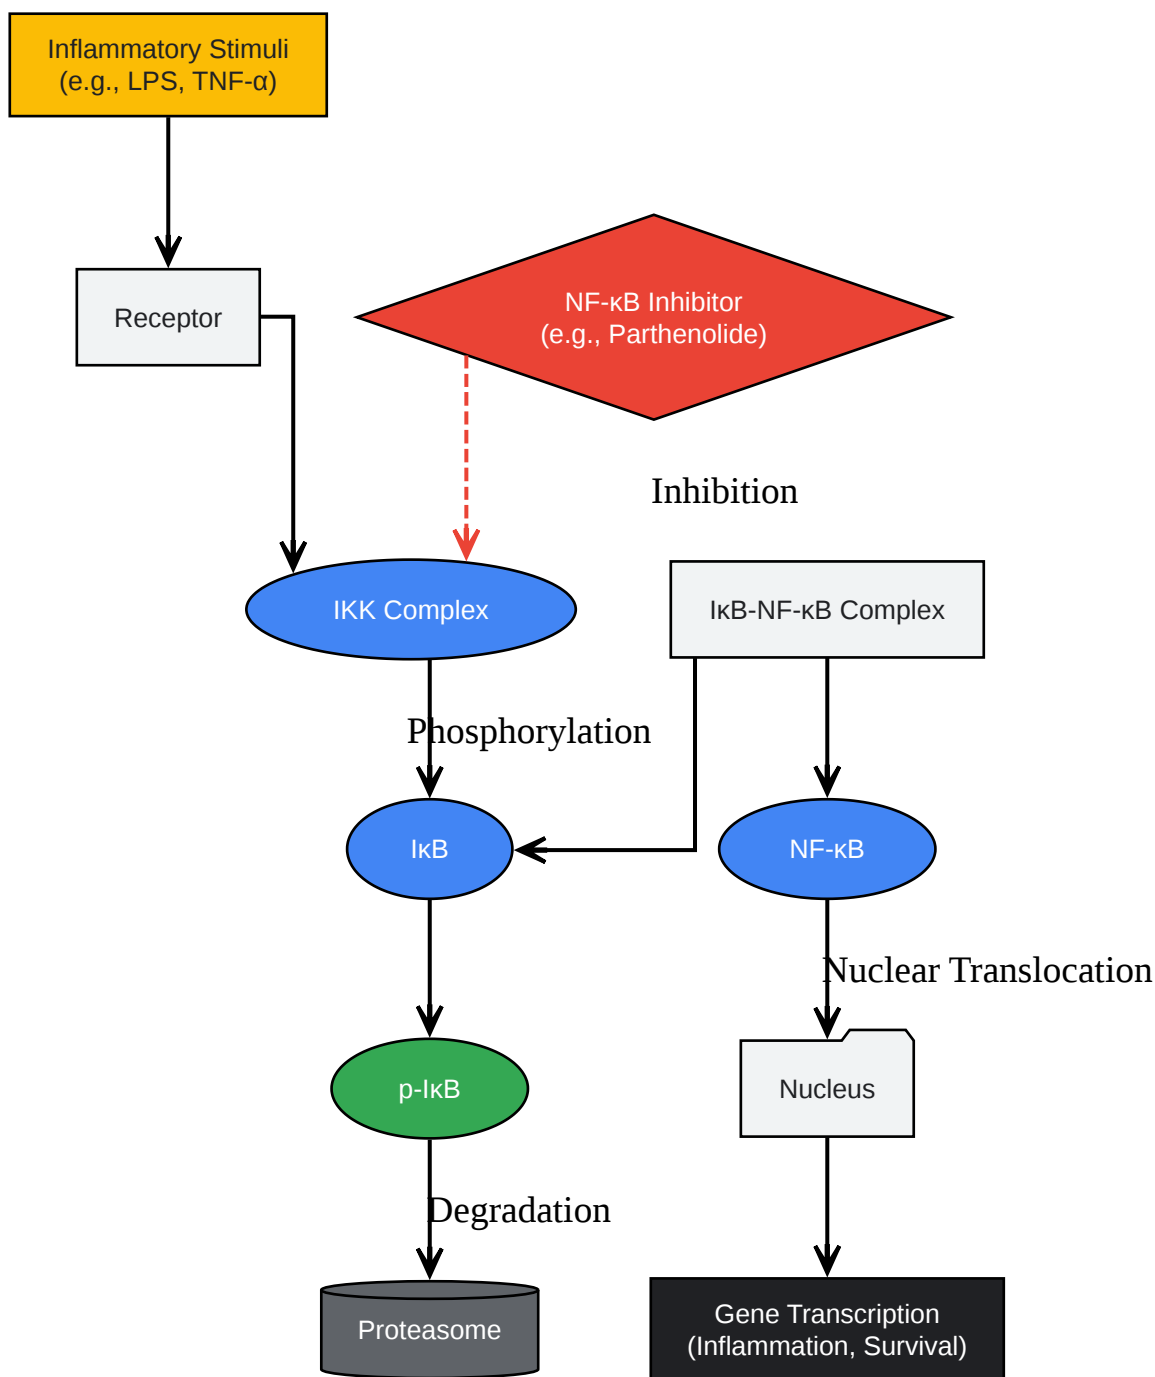 Inflammatory Stimuli
(e.g., LPS, TNF-α)
Receptor
NF-κB Inhibitor
(e.g., Parthenolide)
Inhibition
IKK Complex
IκB-NF-κB Complex
Phosphorylation
IκB
NF-κB
Nuclear Translocation
p-IκB
Nucleus
Degradation
Proteasome
Gene Transcription
(Inflammation, Survival)